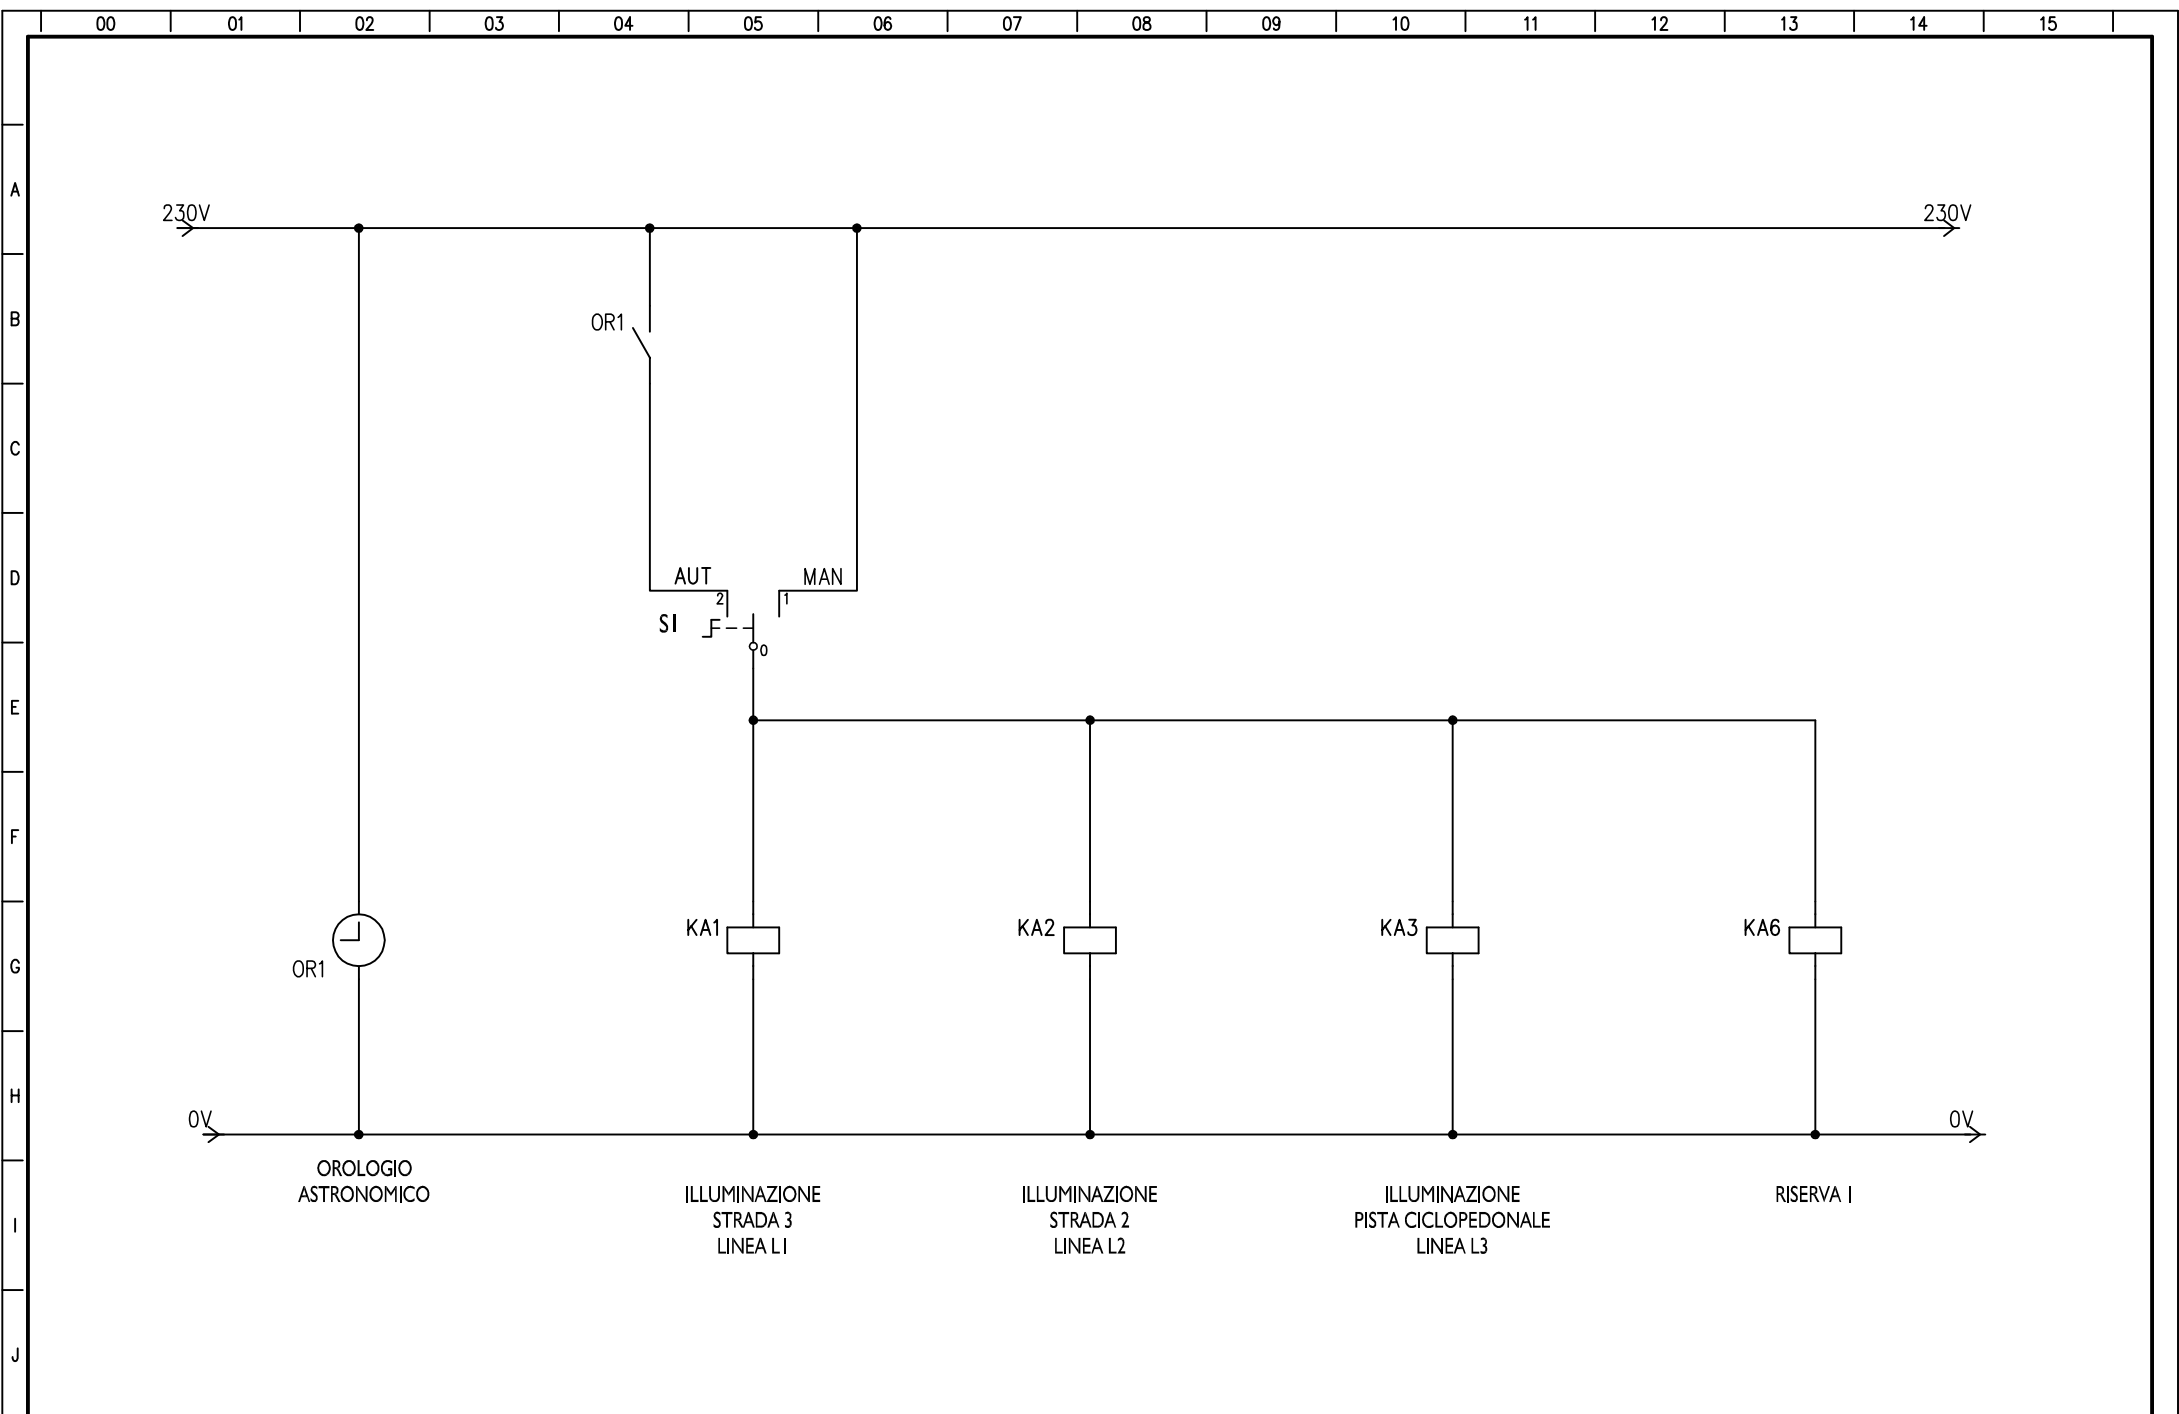 00 01 02 03 04 05 06 07 08 09 10 11 12 13 14 15
A
230V 230V
B
OR1
C
D
AUT MAN
2 1
S1
0
E
F
KA1 KA2 KA3 KA6
G
OR1
H
0V 0V
OROLOGIO
ASTRONOMICO
ILLUMINAZIONE
STRADA 3
LINEA L1
ILLUMINAZIONE
STRADA 2
LINEA L2
ILLUMINAZIONE
PISTA CICLOPEDONALE
LINEA L3
RISERVA 1
I
J